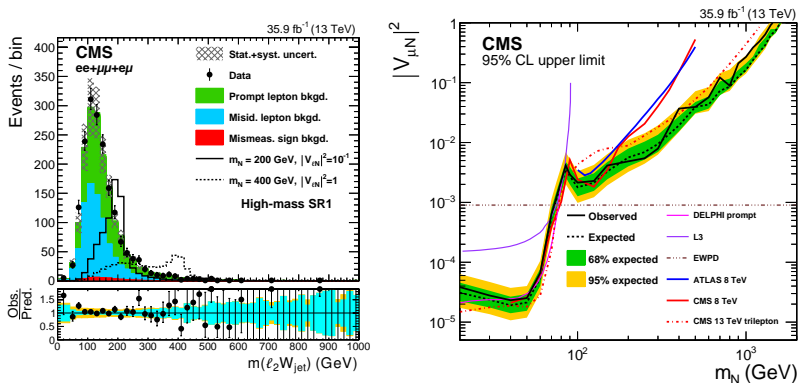 35.9 fb⁻¹ (13 TeV)
CMS
ee+μμ+eμ
Stat.+syst. uncert.
Data
Prompt lepton bkgd.
Misid. lepton bkgd.
Mismeas. sign bkgd.
m_N = 200 GeV, |V_ℓN|²=10⁻¹
m_N = 400 GeV, |V_ℓN|²=1
High-mass SR1
Events / bin
400
350
300
250
200
150
100
50
0
Obs.
Pred.
1.5
1
0.5
0
0 100 200 300 400 500 600 700 800 900 1000
m(ℓ₂W_jet) (GeV)
35.9 fb⁻¹ (13 TeV)
CMS
95% CL upper limit
|V_μN|²
1
10⁻¹
10⁻²
10⁻³
10⁻⁴
10⁻⁵
Observed
Expected
68% expected
95% expected
DELPHI prompt
L3
EWPD
ATLAS 8 TeV
CMS 8 TeV
CMS 13 TeV trilepton
10² 10³
m_N (GeV)